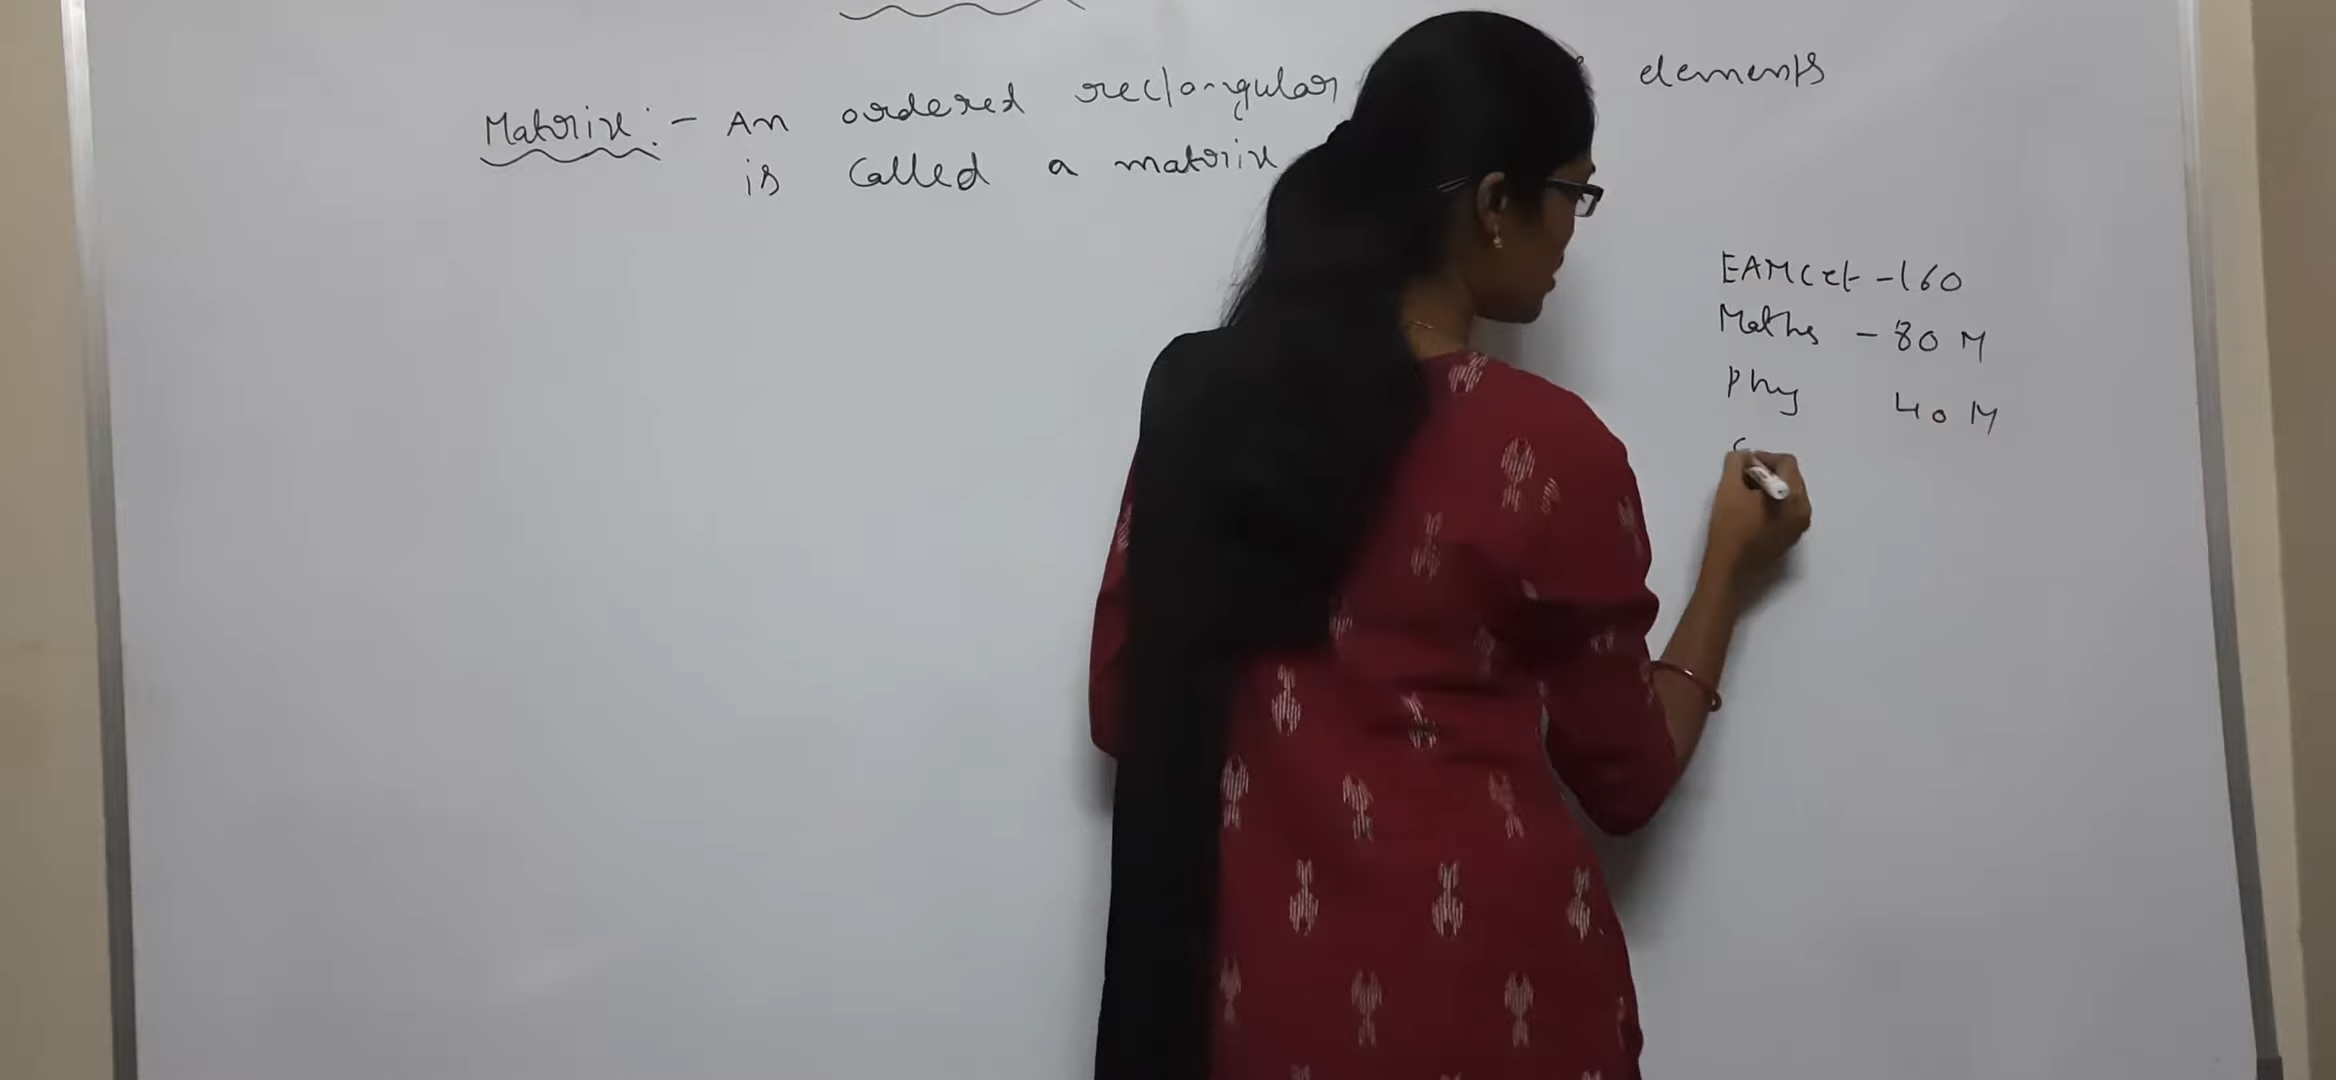 Matrix :- An ordered rectangular elements
is called a matrix
EAMCet -160
Maths - 80 M
Phy 40 M